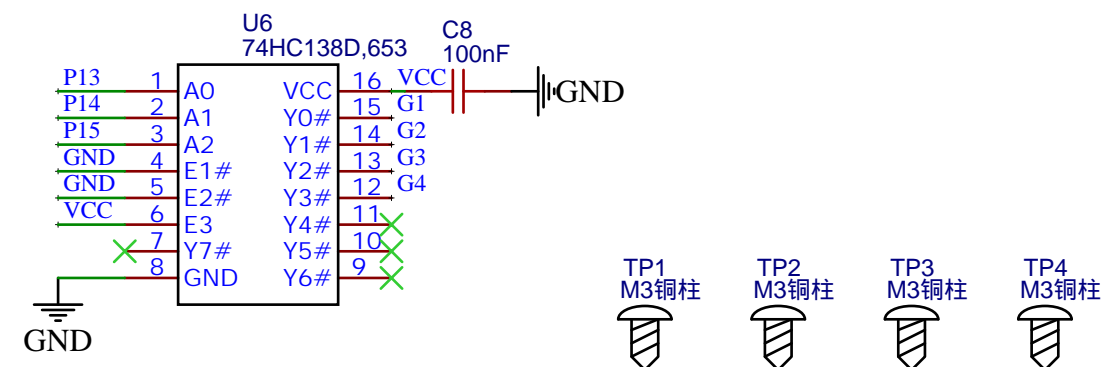 U6
74HC138D,653
C8
100nF
P13 1 A0 VCC 16 VCC GND
P14 2 A1 Y0# 15 G1
P15 3 A2 Y1# 14 G2
GND 4 E1# Y2# 13 G3
GND 5 E2# Y3# 12 G4
VCC 6 E3 Y4# 11
7 Y7# Y5# 10
8 GND Y6# 9
GND
TP1 TP2 TP3 TP4
M3铜柱 M3铜柱 M3铜柱 M3铜柱